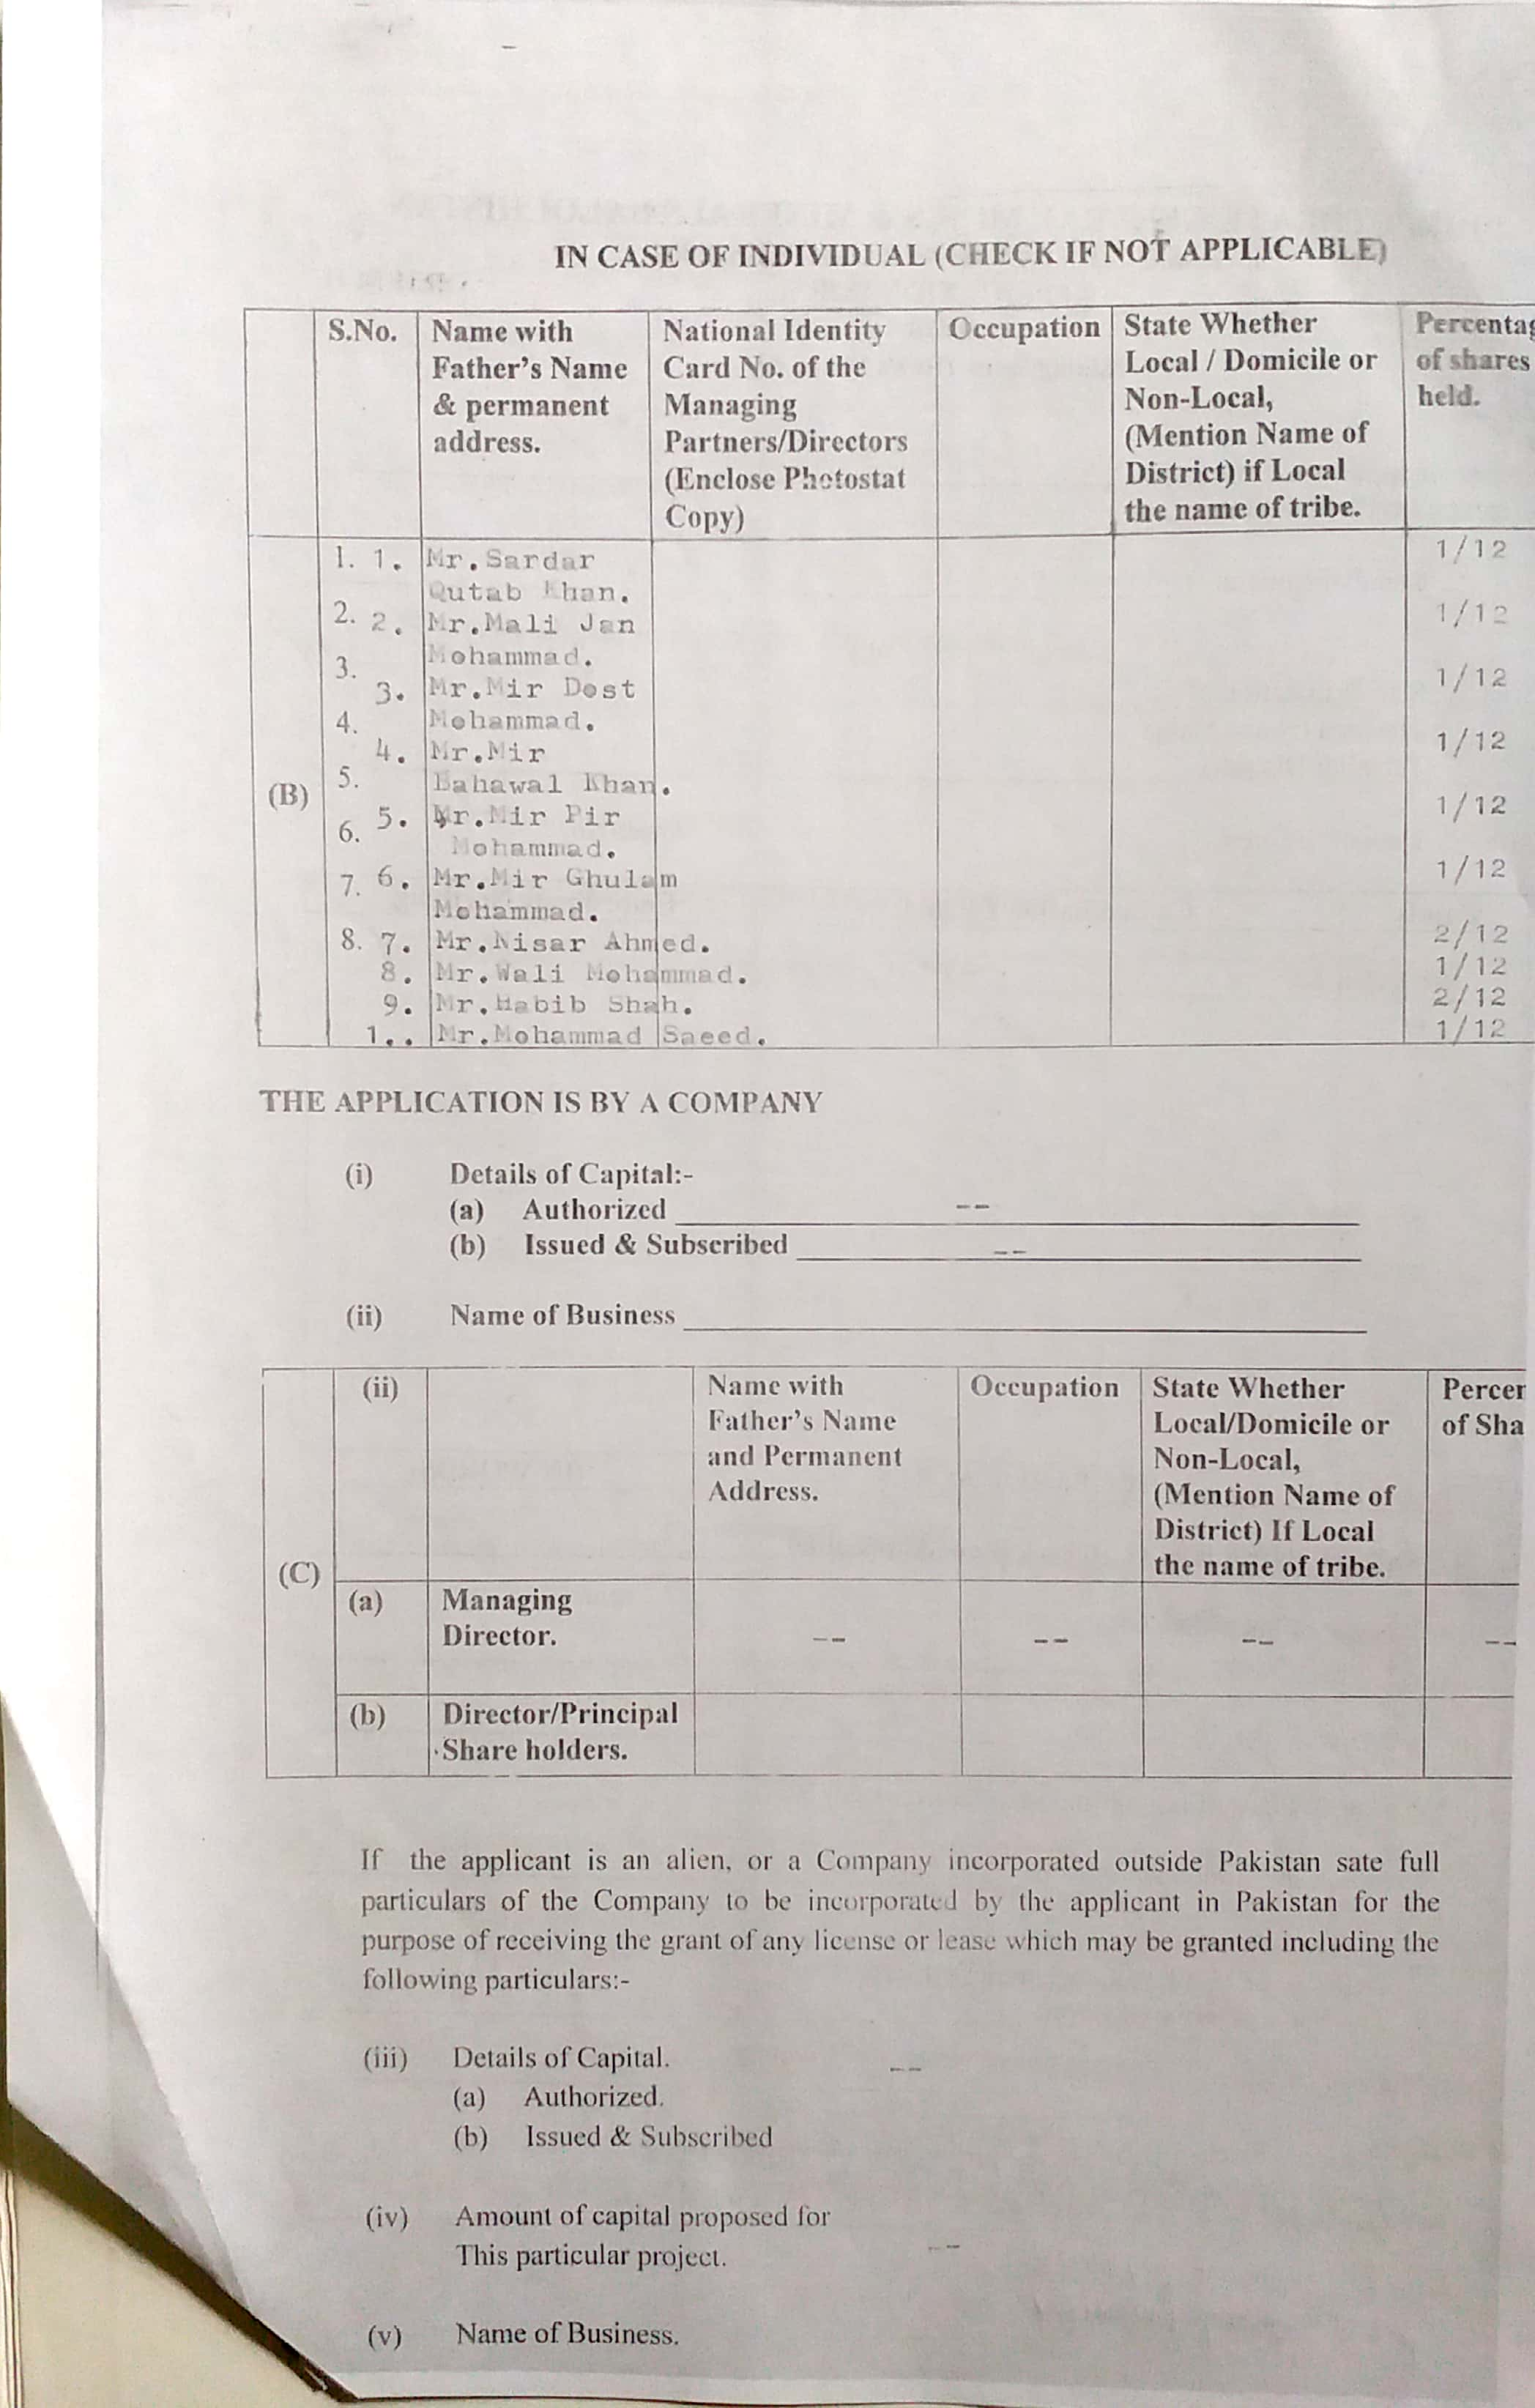 IN CASE OF INDIVIDUAL (CHECK IF NOT APPLICABLE)
S.No. Name with Father's Name & permanent address. National Identity Card No. of the Managing Partners/Directors (Enclose Photostat Copy) Occupation State Whether Local / Domicile or Non-Local, (Mention Name of District) if Local the name of tribe. Percentag of shares held.
(B)
1. 1. Mr.Sardar 1/12
Qutab Khan.
2. 2. Mr.Mali Jan 1/12
Mohammad.
3. 3. Mr.Mir Dost 1/12
Mohammad.
4. 4. Mr.Mir 1/12
Bahawal Khan.
5. 5. Mr.Mir Pir 1/12
6. Mohammad.
7. 6. Mr.Mir Ghulam 1/12
Mohammad.
8. 7. Mr.Nisar Ahmed. 2/12
8. Mr.Wali Mohammad. 1/12
9. Mr.Habib Shah. 2/12
1.. Mr.Mohammad Saeed. 1/12
THE APPLICATION IS BY A COMPANY
(i) Details of Capital:-
(a) Authorized --
(b) Issued & Subscribed --
(ii) Name of Business
(C)
(ii) Name with Father's Name and Permanent Address. Occupation State Whether Local/Domicile or Non-Local, (Mention Name of District) If Local the name of tribe. Percen of Sha
(a) Managing Director. -- -- -- --
(b) Director/Principal Share holders.
If the applicant is an alien, or a Company incorporated outside Pakistan sate full
particulars of the Company to be incorporated by the applicant in Pakistan for the
purpose of receiving the grant of any license or lease which may be granted including the
following particulars:-
(iii) Details of Capital. --
(a) Authorized.
(b) Issued & Subscribed
(iv) Amount of capital proposed for
This particular project. --
(v) Name of Business.